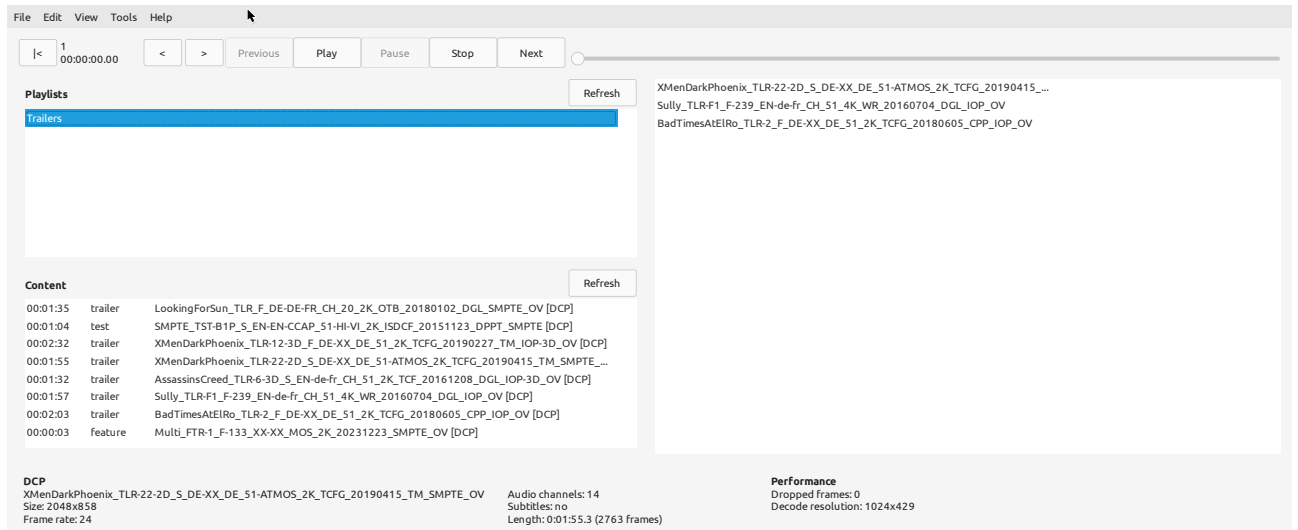 File Edit View Tools Help
|< 1 < > Previous Play Pause Stop Next
00:00:00.00
Playlists Refresh
Trailers
XMenDarkPhoenix_TLR-22-2D_S_DE-XX_DE_51-ATMOS_2K_TCFG_20190415_...
Sully_TLR-F1_F-239_EN-de-fr_CH_51_4K_WR_20160704_DGL_IOP_OV
BadTimesAtElRo_TLR-2_F_DE-XX_DE_51_2K_TCFG_20180605_CPP_IOP_OV
Content Refresh
00:01:35 trailer LookingForSun_TLR_F_DE-DE-FR_CH_20_2K_OTB_20180102_DGL_SMPTE_OV [DCP]
00:01:04 test SMPTE_TST-B1P_S_EN-EN-CCAP_51-HI-VI_2K_ISDCF_20151123_DPPT_SMPTE [DCP]
00:02:32 trailer XMenDarkPhoenix_TLR-12-3D_F_DE-XX_DE_51_2K_TCFG_20190227_TM_IOP-3D_OV [DCP]
00:01:55 trailer XMenDarkPhoenix_TLR-22-2D_S_DE-XX_DE_51-ATMOS_2K_TCFG_20190415_TM_SMPTE_...
00:01:32 trailer AssassinsCreed_TLR-6-3D_S_EN-de-fr_CH_51_2K_TCF_20161208_DGL_IOP-3D_OV [DCP]
00:01:57 trailer Sully_TLR-F1_F-239_EN-de-fr_CH_51_4K_WR_20160704_DGL_IOP_OV [DCP]
00:02:03 trailer BadTimesAtElRo_TLR-2_F_DE-XX_DE_51_2K_TCFG_20180605_CPP_IOP_OV [DCP]
00:00:03 feature Multi_FTR-1_F-133_XX-XX_MOS_2K_20231223_SMPTE_OV [DCP]
DCP
XMenDarkPhoenix_TLR-22-2D_S_DE-XX_DE_51-ATMOS_2K_TCFG_20190415_TM_SMPTE_OV
Size: 2048x858
Frame rate: 24
Audio channels: 14
Subtitles: no
Length: 0:01:55.3 (2763 frames)
Performance
Dropped frames: 0
Decode resolution: 1024x429